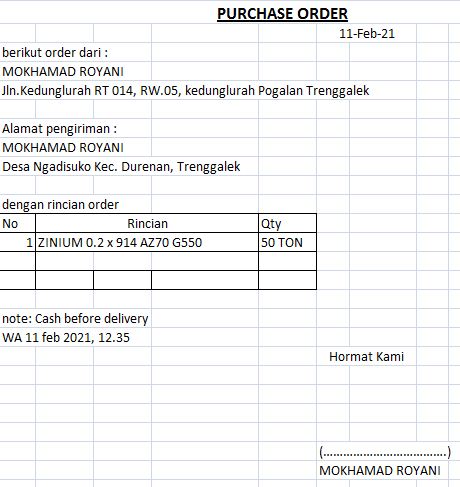 PURCHASE ORDER
11-Feb-21
berikut order dari :
MOKHAMAD ROYANI
Jln.Kedunglurah RT 014, RW.05, kedunglurah Pogalan Trenggalek
Alamat pengiriman :
MOKHAMAD ROYANI
Desa Ngadisuko Kec. Durenan, Trenggalek
dengan rincian order
No Rincian Qty
1 ZINIUM 0.2 x 914 AZ70 G550 50 TON
note: Cash before delivery
WA 11 feb 2021, 12.35
Hormat Kami
(......................................)
MOKHAMAD ROYANI